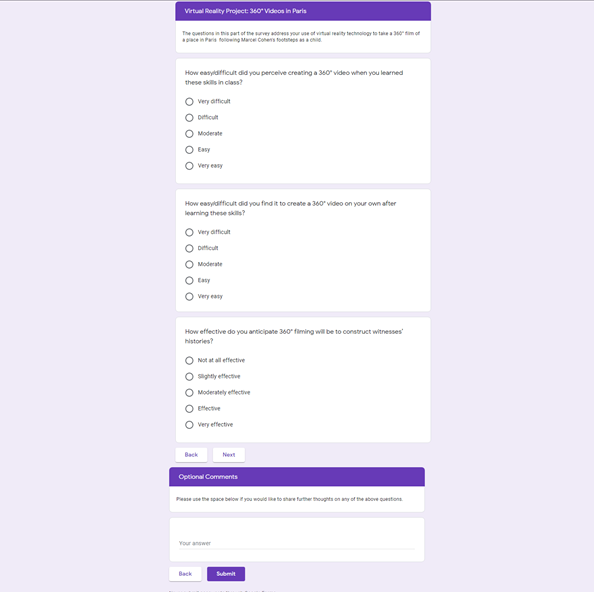 Virtual Reality Project: 360° Videos in Paris
The questions in this part of the survey address your use of virtual reality technology to take a 360° film of
a place in Paris following Marcel Cohen's footsteps as a child.
How easy/difficult did you perceive creating a 360° video when you learned
these skills in class?
Very difficult
Difficult
Moderate
Easy
Very easy
How easy/difficult did you find it to create a 360° video on your own after
learning these skills?
Very difficult
Difficult
Moderate
Easy
Very easy
How effective do you anticipate 360° filming will be to construct witnesses'
histories?
Not at all effective
Slightly effective
Moderately effective
Effective
Very effective
Back Next
Optional Comments
Please use the space below if you would like to share further thoughts on any of the above questions.
Your answer
Back Submit